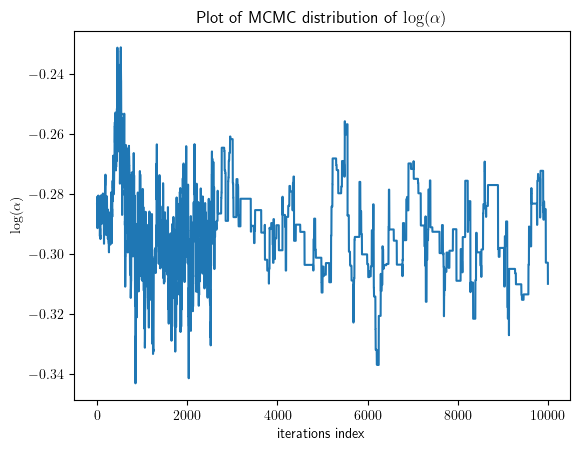 Plot of MCMC distribution of log(α)
−0.24
−0.26
−0.28
−0.30
−0.32
−0.34
log(α)
0 2000 4000 6000 8000 10000
iterations index